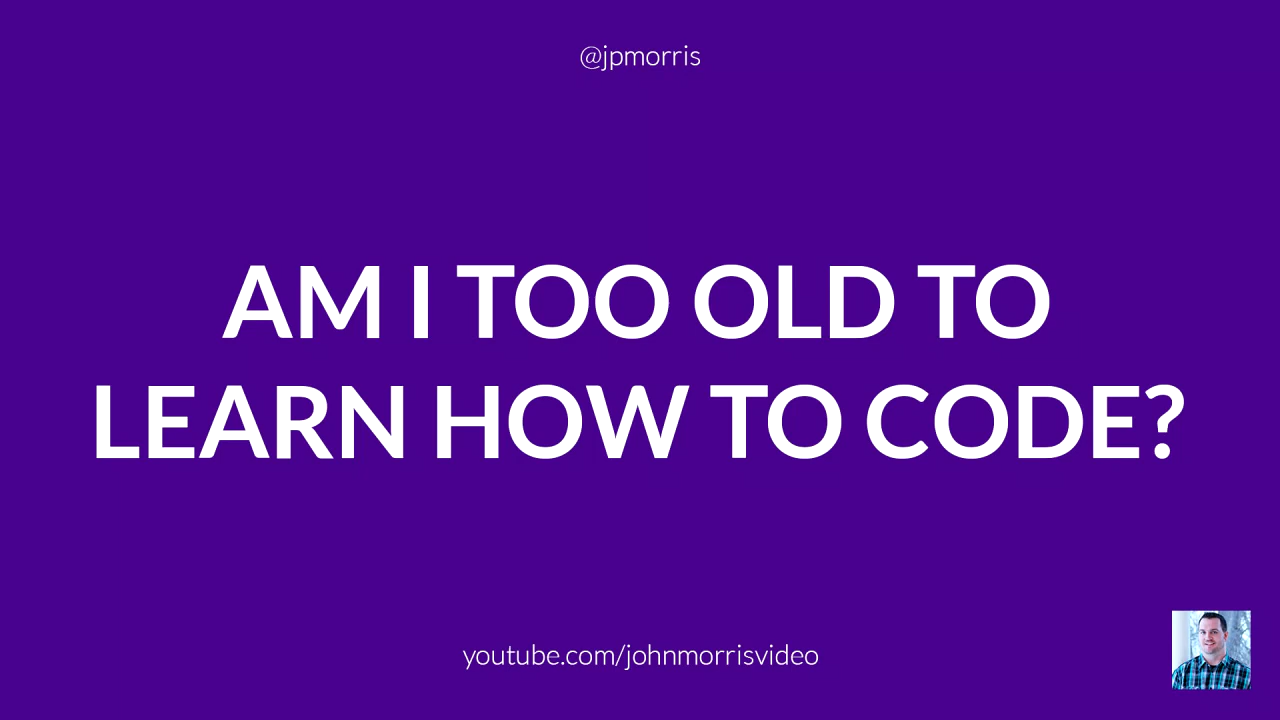 @jpmorris
AM I TOO OLD TO
LEARN HOW TO CODE?
youtube.com/johnmorrisvideo